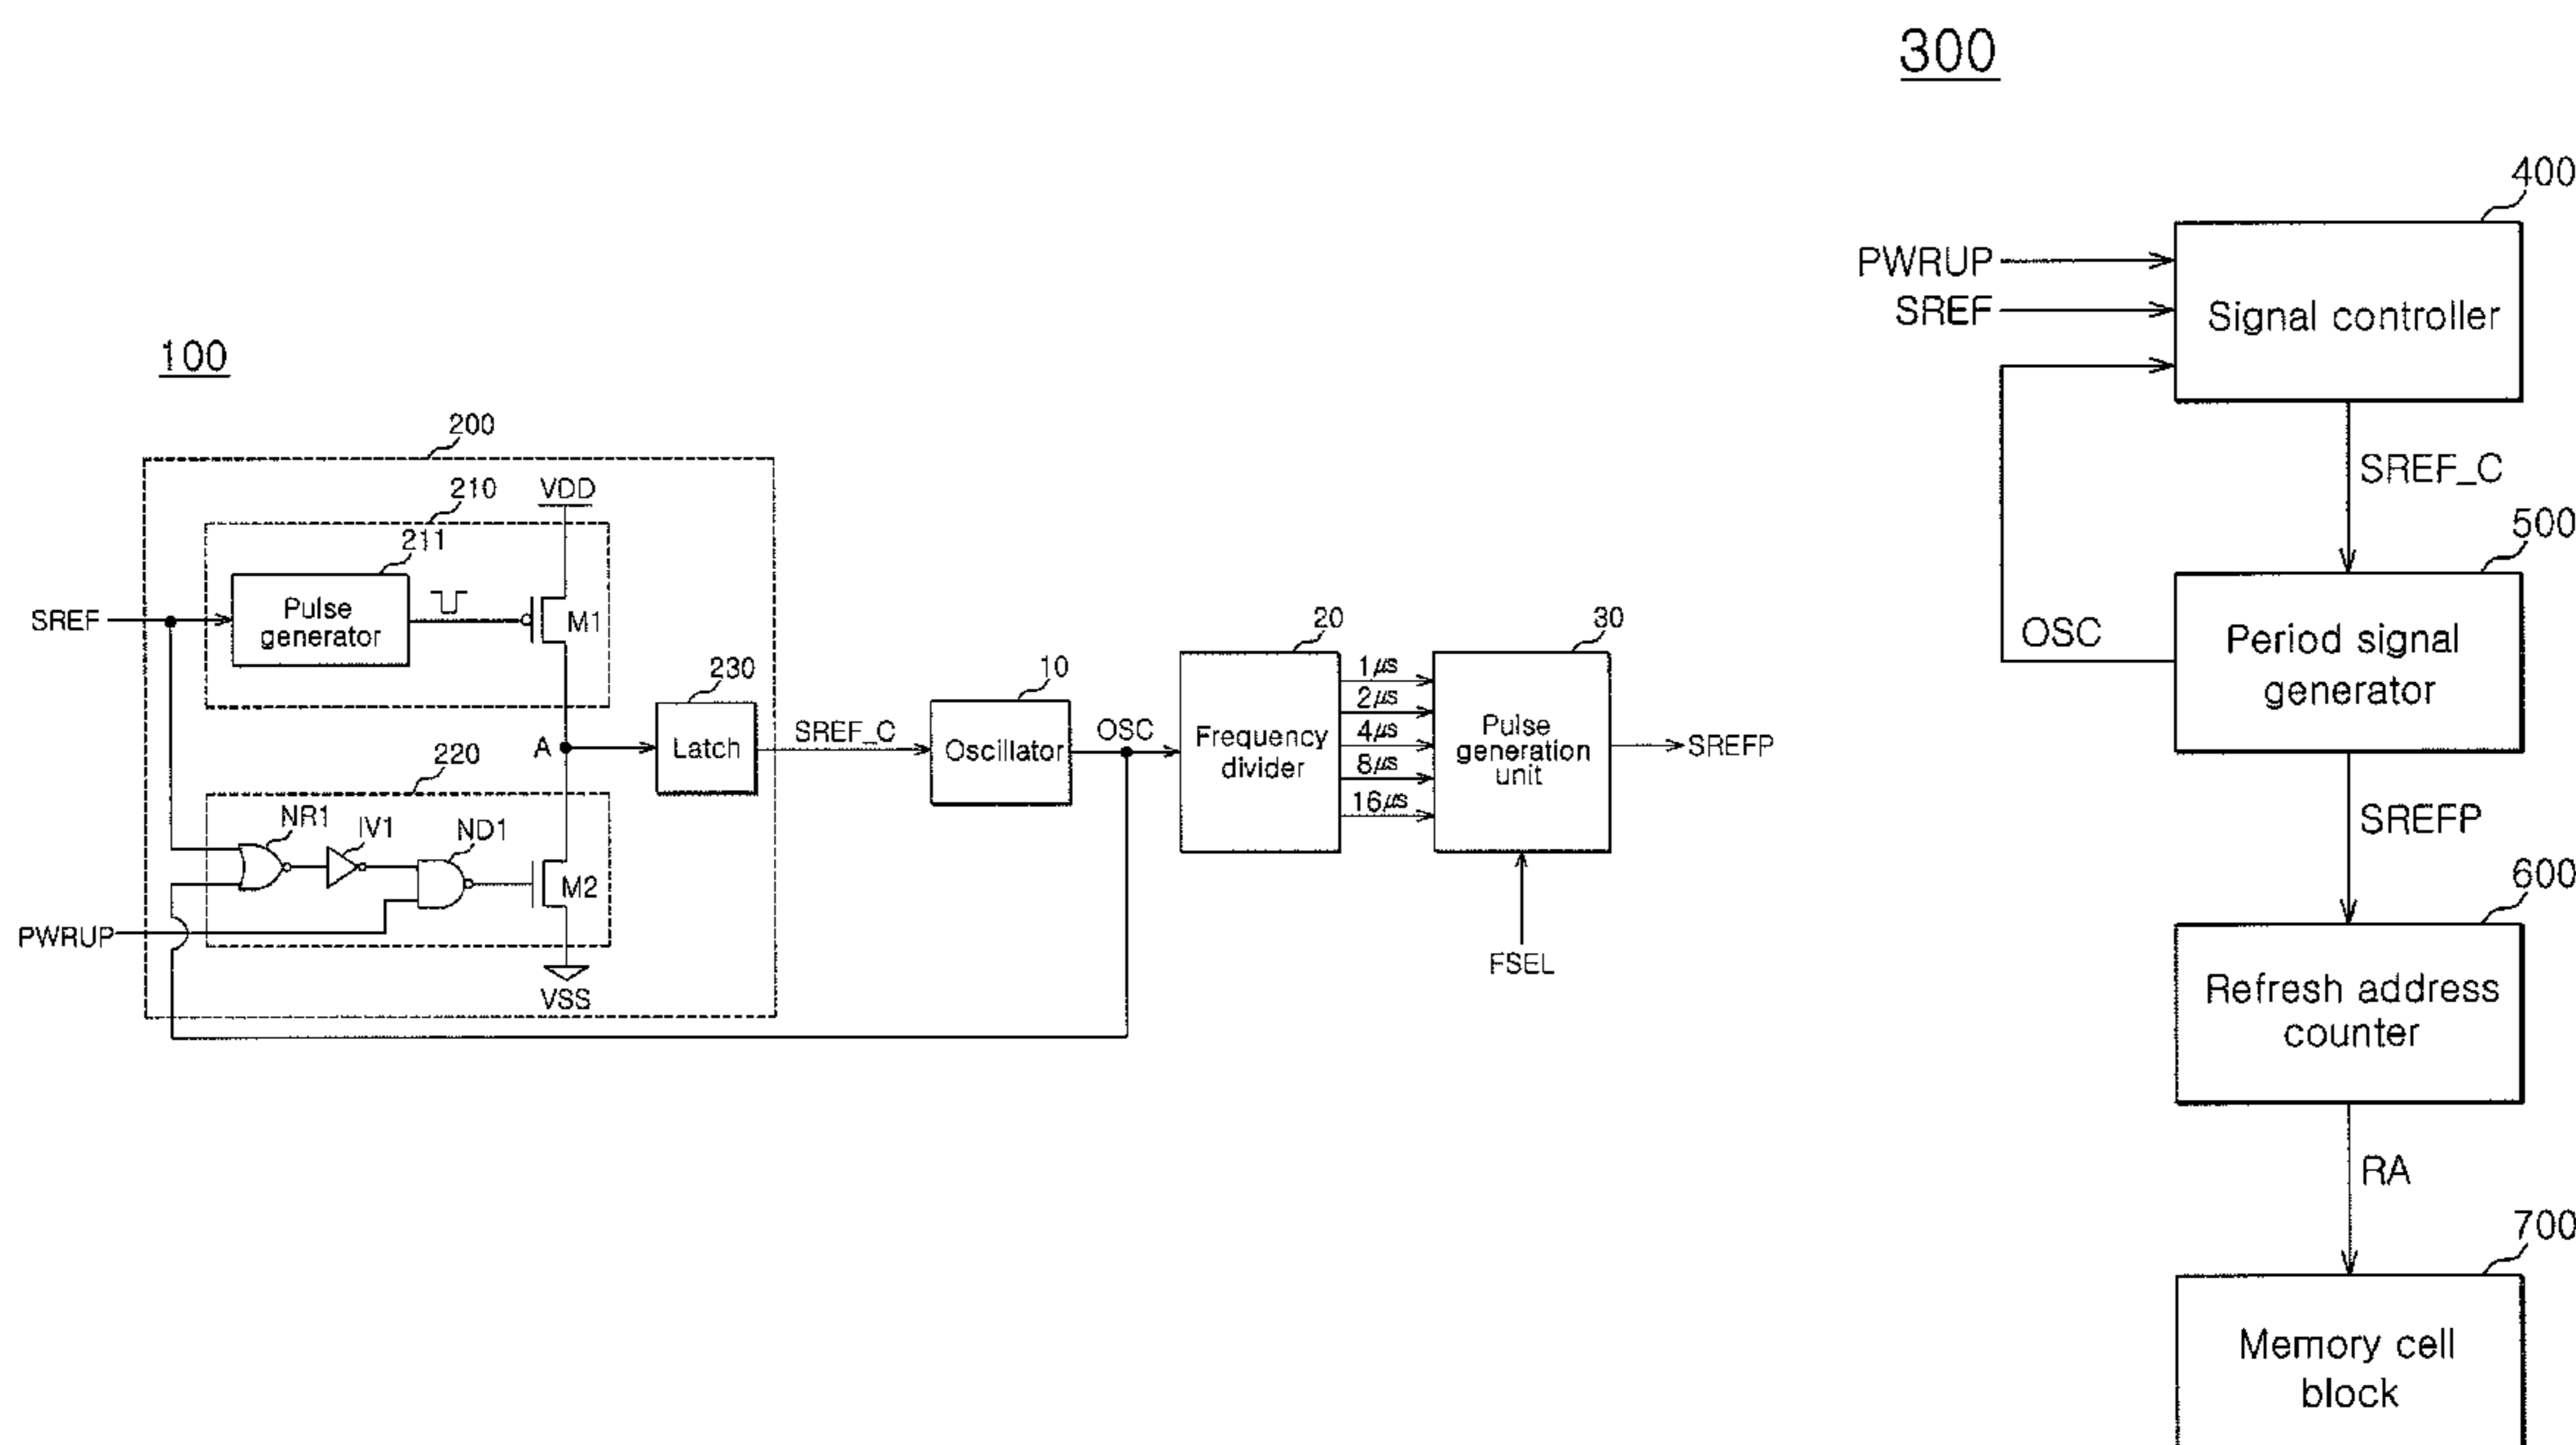 100
200
210
VDD
211
SREF
Pulse
generator
M1
230
A
Latch
SREF_C
220
NR1
IV1
ND1
M2
PWRUP
VSS
10
Oscillator
OSC
20
Frequency
divider
1μs
2μs
4μs
8μs
16μs
30
Pulse
generation
unit
SREFP
FSEL
300
400
PWRUP
SREF
Signal controller
SREF_C
500
OSC
Period signal
generator
SREFP
600
Refresh address
counter
RA
700
Memory cell
block